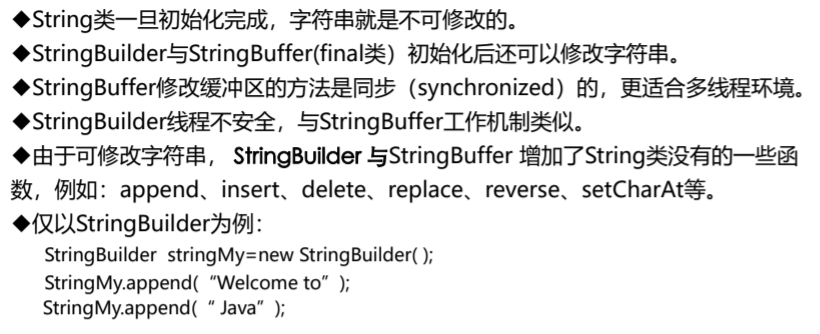 ◆String类一旦初始化完成，字符串就是不可修改的。
◆StringBuilder与StringBuffer(final类）初始化后还可以修改字符串。
◆StringBuffer修改缓冲区的方法是同步（synchronized）的，更适合多线程环境。
◆StringBuilder线程不安全，与StringBuffer工作机制类似。
◆由于可修改字符串， StringBuilder 与StringBuffer 增加了String类没有的一些函
数，例如：append、insert、delete、replace、reverse、setCharAt等。
◆仅以StringBuilder为例：
StringBuilder stringMy=new StringBuilder( );
StringMy.append(“Welcome to”);
StringMy.append(“ Java”);